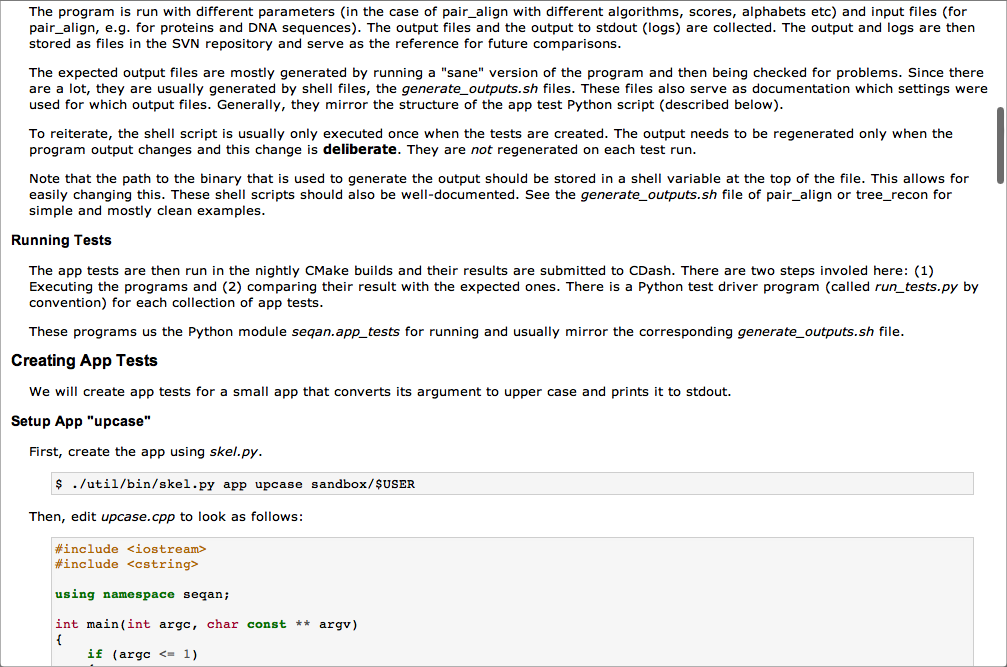 The program is run with different parameters (in the case of pair_align with different algorithms, scores, alphabets etc) and input files (for
pair_align, e.g. for proteins and DNA sequences). The output files and the output to stdout (logs) are collected. The output and logs are then
stored as files in the SVN repository and serve as the reference for future comparisons.
The expected output files are mostly generated by running a "sane" version of the program and then being checked for problems. Since there
are a lot, they are usually generated by shell files, the generate_outputs.sh files. These files also serve as documentation which settings were
used for which output files. Generally, they mirror the structure of the app test Python script (described below).
To reiterate, the shell script is usually only executed once when the tests are created. The output needs to be regenerated only when the
program output changes and this change is deliberate. They are not regenerated on each test run.
Note that the path to the binary that is used to generate the output should be stored in a shell variable at the top of the file. This allows for
easily changing this. These shell scripts should also be well-documented. See the generate_outputs.sh file of pair_align or tree_recon for
simple and mostly clean examples.
Running Tests
The app tests are then run in the nightly CMake builds and their results are submitted to CDash. There are two steps involed here: (1)
Executing the programs and (2) comparing their result with the expected ones. There is a Python test driver program (called run_tests.py by
convention) for each collection of app tests.
These programs us the Python module seqan.app_tests for running and usually mirror the corresponding generate_outputs.sh file.
Creating App Tests
We will create app tests for a small app that converts its argument to upper case and prints it to stdout.
Setup App "upcase"
First, create the app using skel.py.
$ ./util/bin/skel.py app upcase sandbox/$USER
Then, edit upcase.cpp to look as follows:
#include <iostream>
#include <cstring>
using namespace seqan;
int main(int argc, char const ** argv)
{
if (argc <= 1)